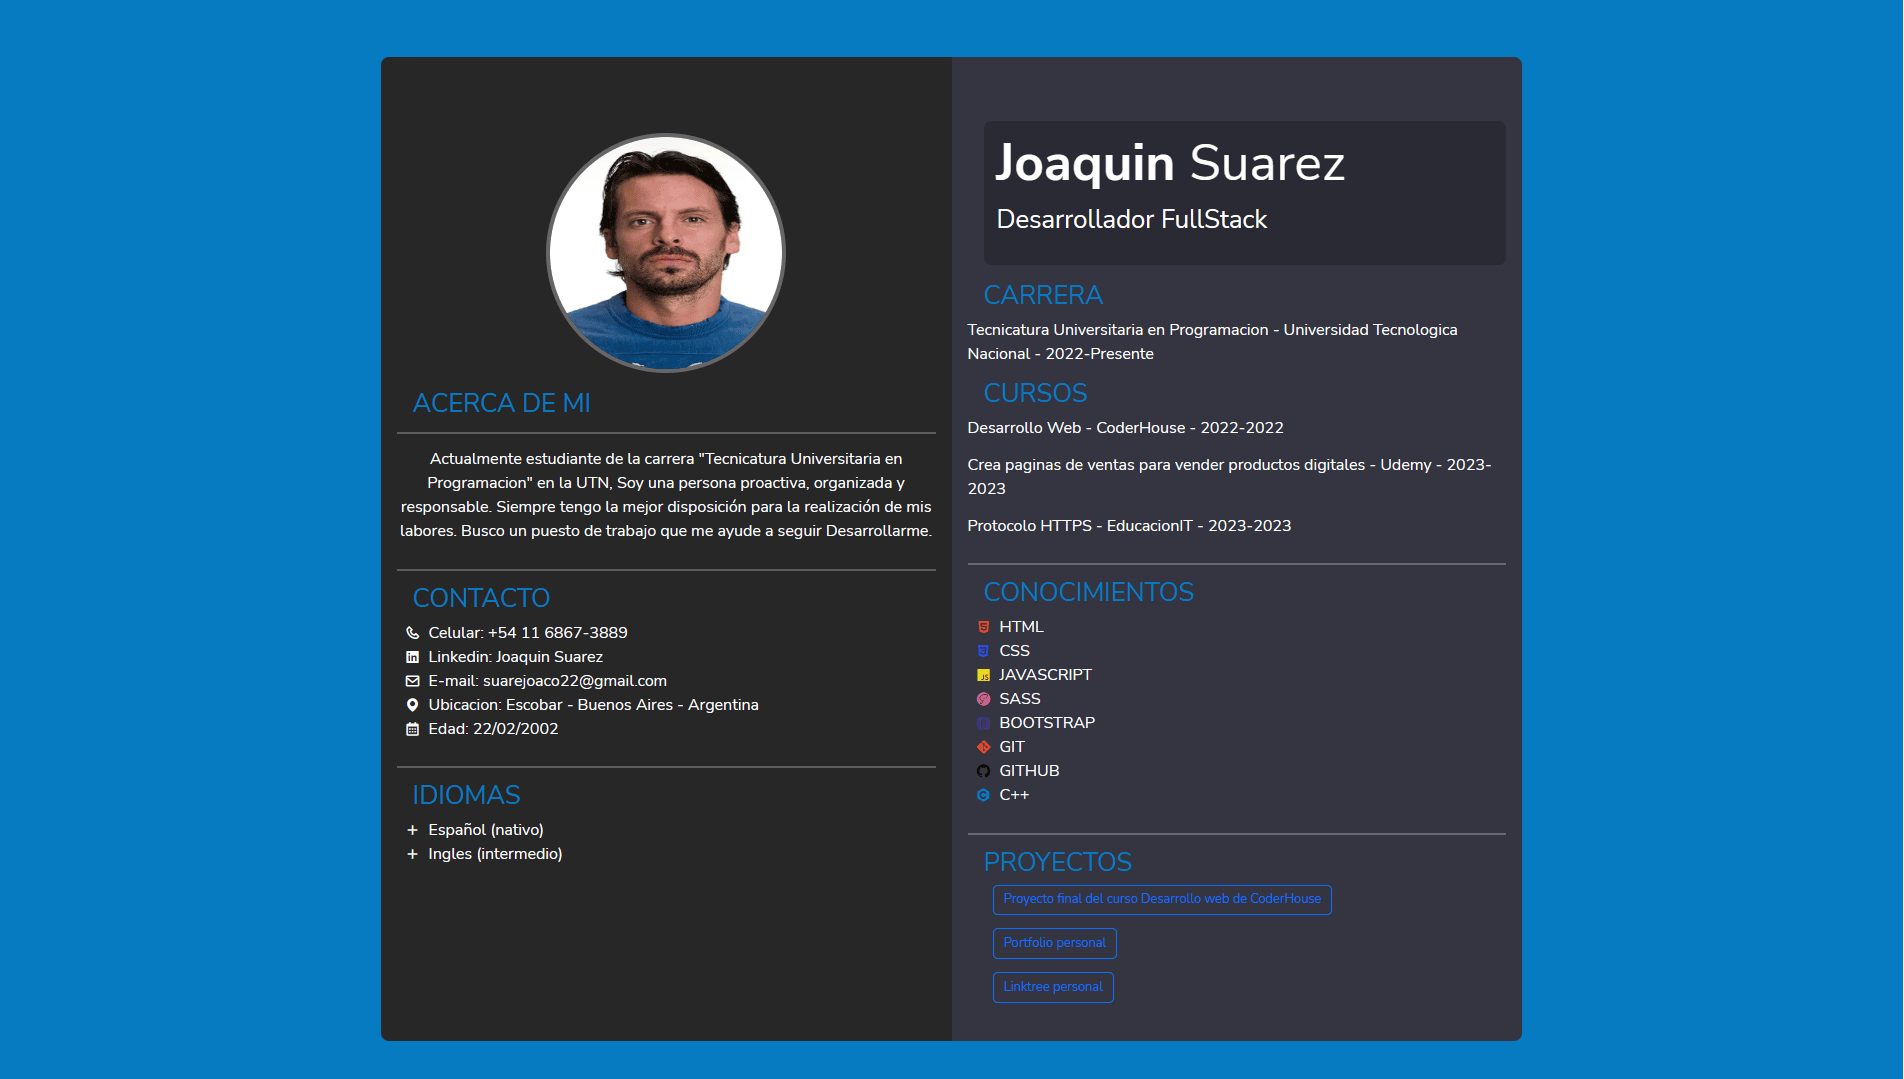 ACERCA DE MI
Actualmente estudiante de la carrera "Tecnicatura Universitaria en
Programacion" en la UTN, Soy una persona proactiva, organizada y
responsable. Siempre tengo la mejor disposición para la realización de mis
labores. Busco un puesto de trabajo que me ayude a seguir Desarrollarme.
CONTACTO
Celular: +54 11 6867-3889
Linkedin: Joaquin Suarez
E-mail: suarejoaco22@gmail.com
Ubicacion: Escobar - Buenos Aires - Argentina
Edad: 22/02/2002
IDIOMAS
Español (nativo)
Ingles (intermedio)
Joaquin Suarez
Desarrollador FullStack
CARRERA
Tecnicatura Universitaria en Programacion - Universidad Tecnologica
Nacional - 2022-Presente
CURSOS
Desarrollo Web - CoderHouse - 2022-2022
Crea paginas de ventas para vender productos digitales - Udemy - 2023-
2023
Protocolo HTTPS - EducacionIT - 2023-2023
CONOCIMIENTOS
HTML
CSS
JAVASCRIPT
SASS
BOOTSTRAP
GIT
GITHUB
C++
PROYECTOS
Proyecto final del curso Desarrollo web de CoderHouse
Portfolio personal
Linktree personal